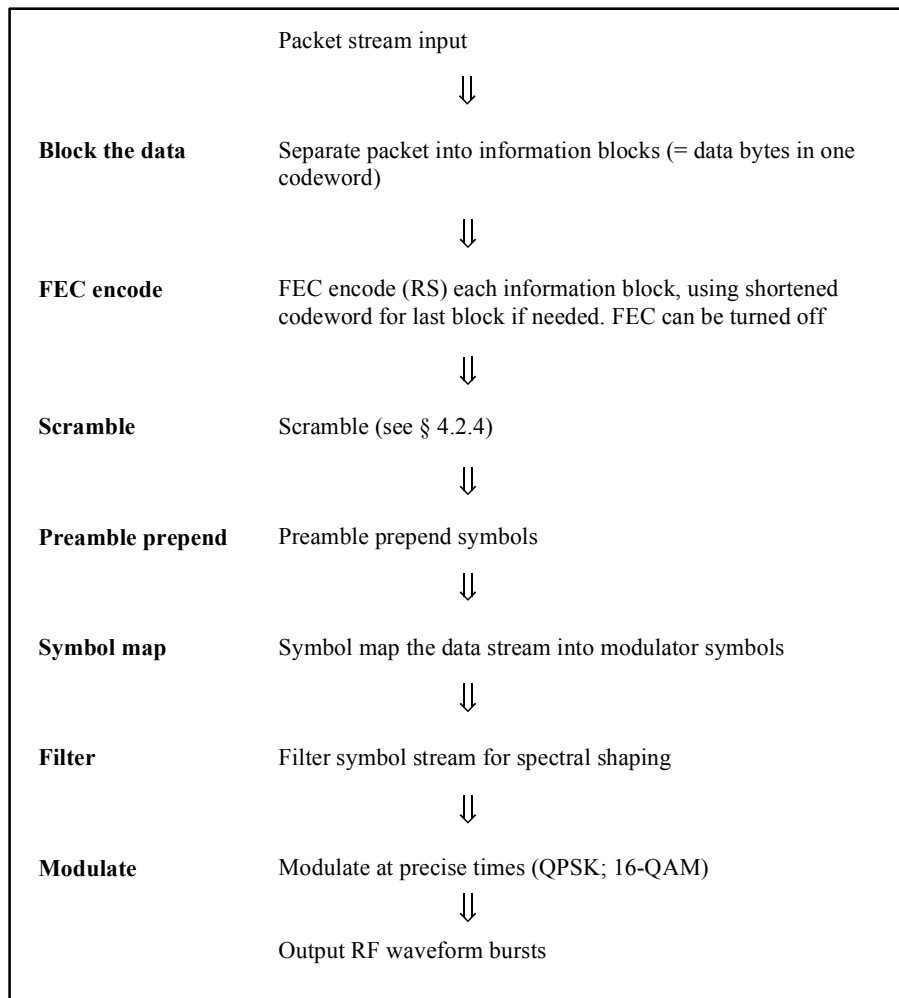 Packet stream input
⇓
Block the data Separate packet into information blocks (= data bytes in one
codeword)
⇓
FEC encode FEC encode (RS) each information block, using shortened
codeword for last block if needed. FEC can be turned off
⇓
Scramble Scramble (see § 4.2.4)
⇓
Preamble prepend Preamble prepend symbols
⇓
Symbol map Symbol map the data stream into modulator symbols
⇓
Filter Filter symbol stream for spectral shaping
⇓
Modulate Modulate at precise times (QPSK; 16-QAM)
⇓
Output RF waveform bursts